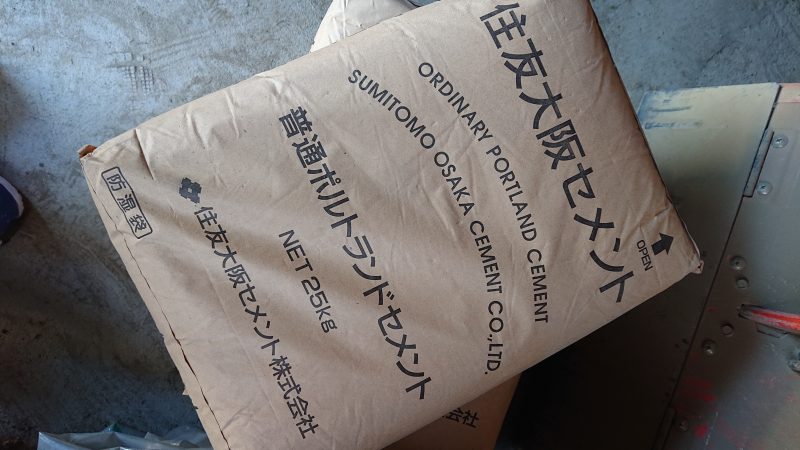 住友大阪セメント
ORDINARY PORTLAND CEMENT
SUMITOMO OSAKA CEMENT CO.,LTD.
普通ポルトランドセメント
NET 25kg
住友大阪セメント株式会社
防湿袋
OPEN
会社